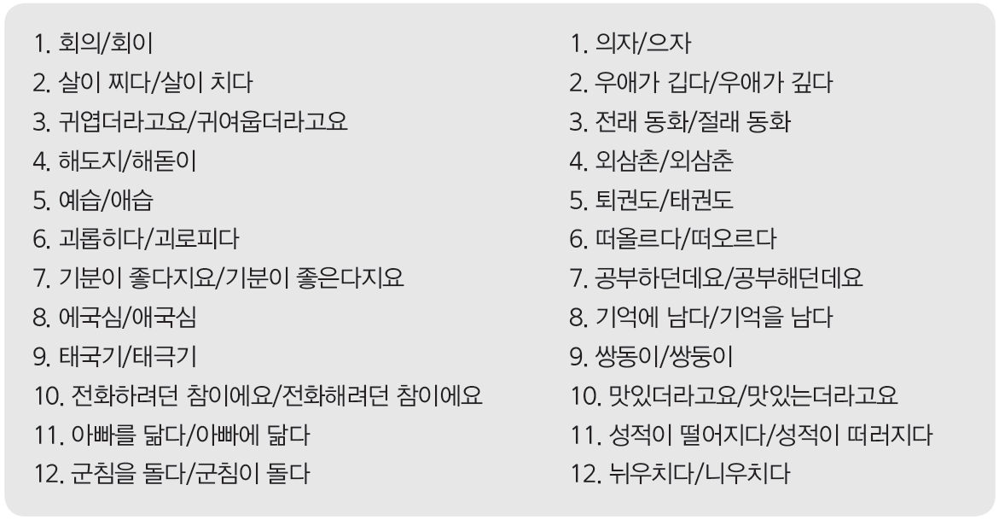 1. 회의/회이
2. 살이 찌다/살이 치다
3. 귀엽더라고요/귀여웁더라고요
4. 해도지/해돋이
5. 예습/애습
6. 괴롭히다/괴로피다
7. 기분이 좋다지요/기분이 좋은다지요
8. 에국심/애국심
9. 태국기/태극기
10. 전화하려던 참이에요/전화해려던 참이에요
11. 아빠를 닮다/아빠에 닮다
12. 군침을 돌다/군침이 돌다
1. 의자/으자
2. 우애가 깁다/우애가 깊다
3. 전래 동화/절래 동화
4. 외삼촌/외삼춘
5. 퇴권도/태권도
6. 떠올르다/떠오르다
7. 공부하던데요/공부해던데요
8. 기억에 남다/기억을 남다
9. 쌍동이/쌍둥이
10. 맛있더라고요/맛있는더라고요
11. 성적이 떨어지다/성적이 떠러지다
12. 뉘우치다/니우치다